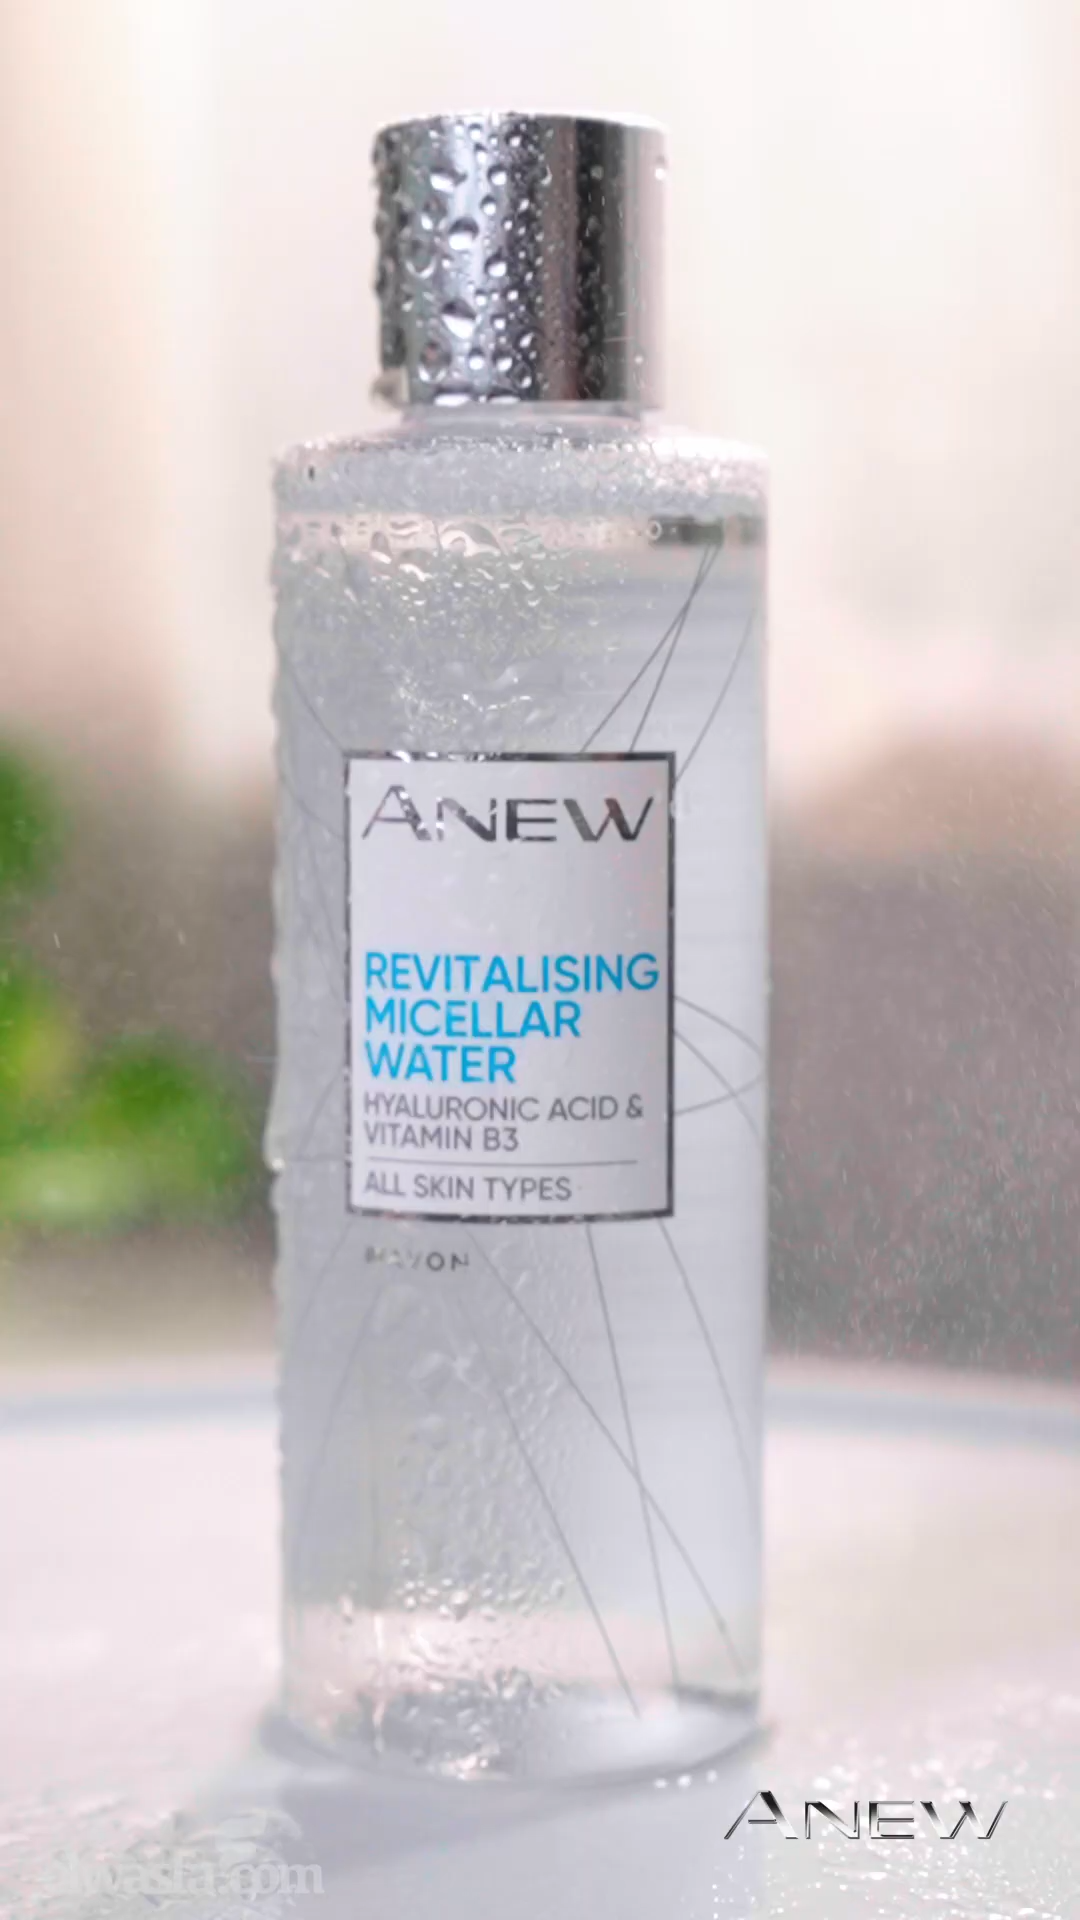 ANEW
REVITALISING
MICELLAR
WATER
HYALURONIC ACID &
VITAMIN B3
ALL SKIN TYPES
AVON
ANEW